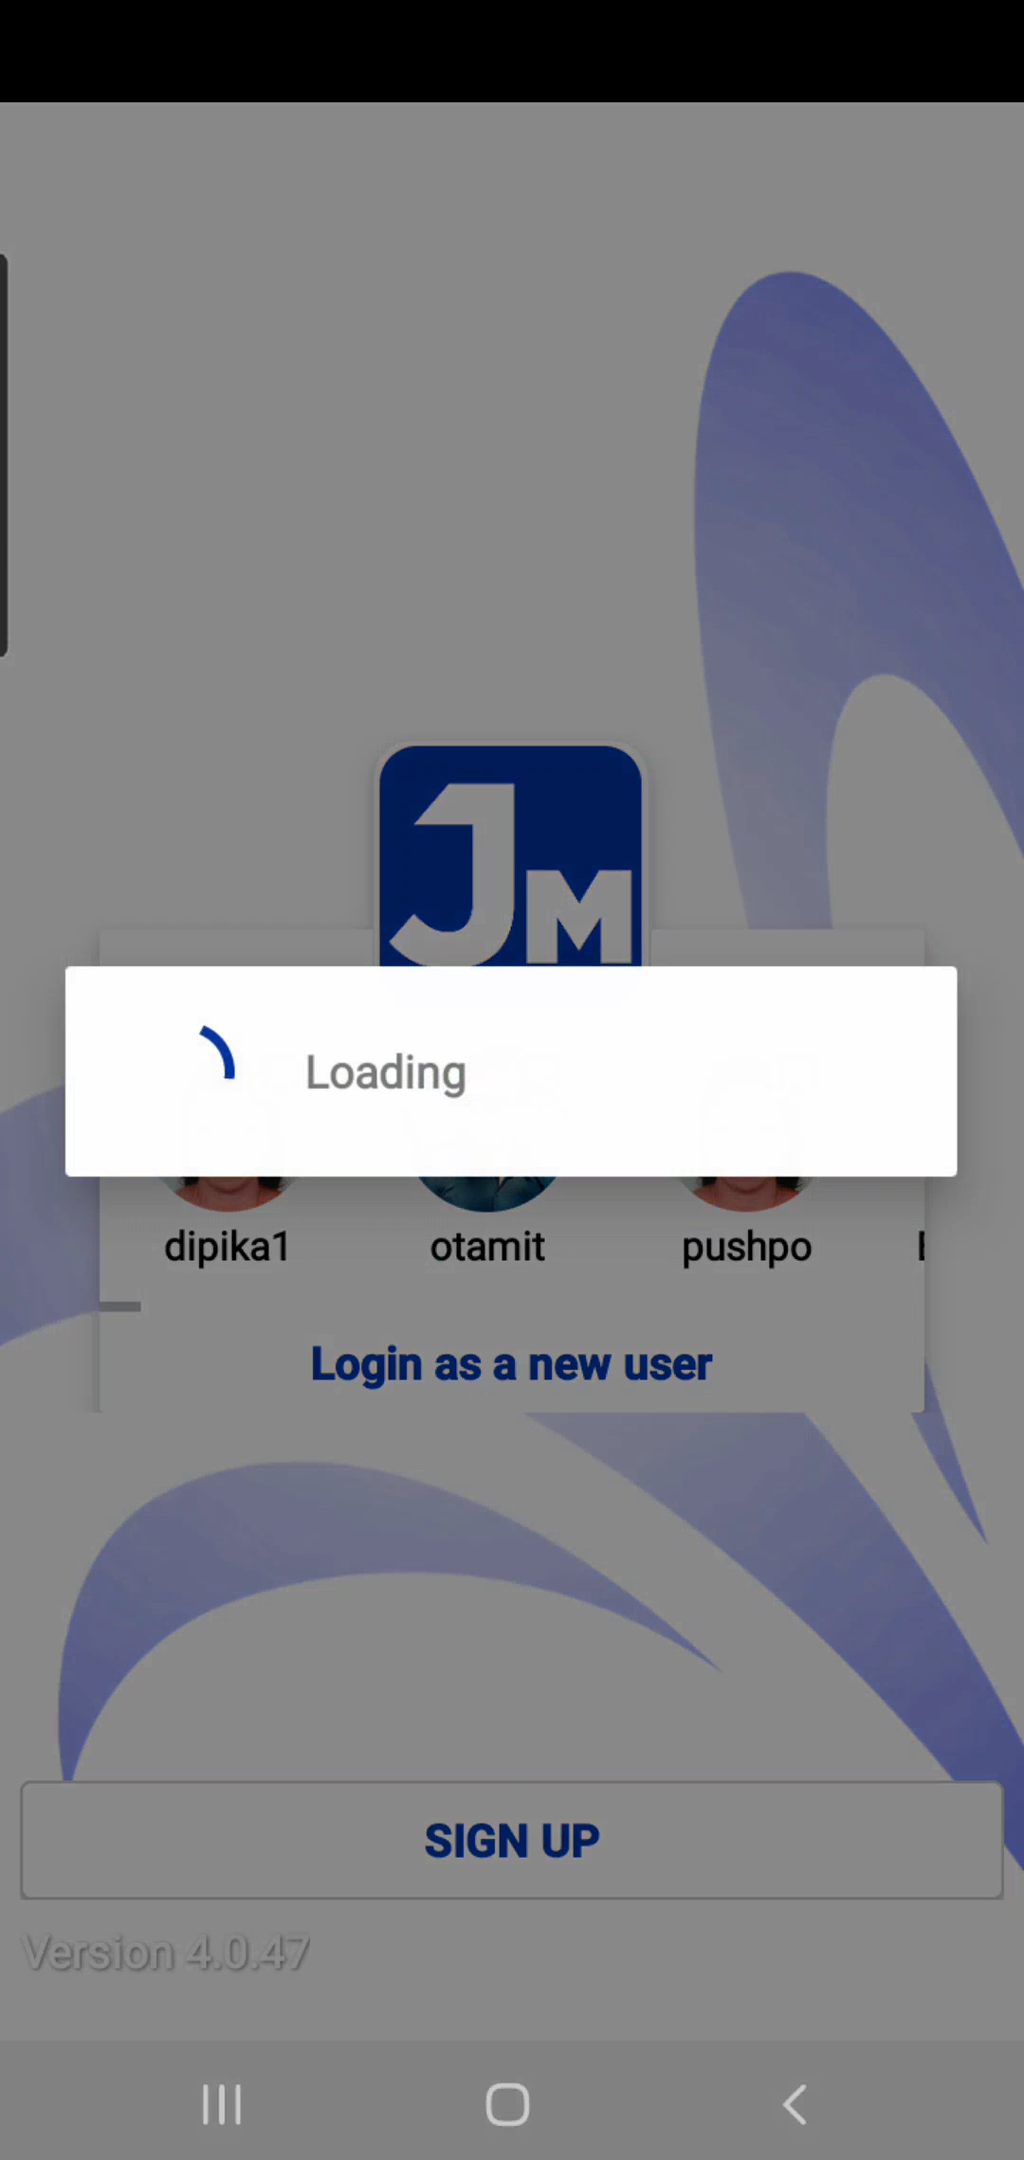 JM
Loading
dipika1 otamit pushpo
Login as a new user
SIGN UP
Version 4.0.47